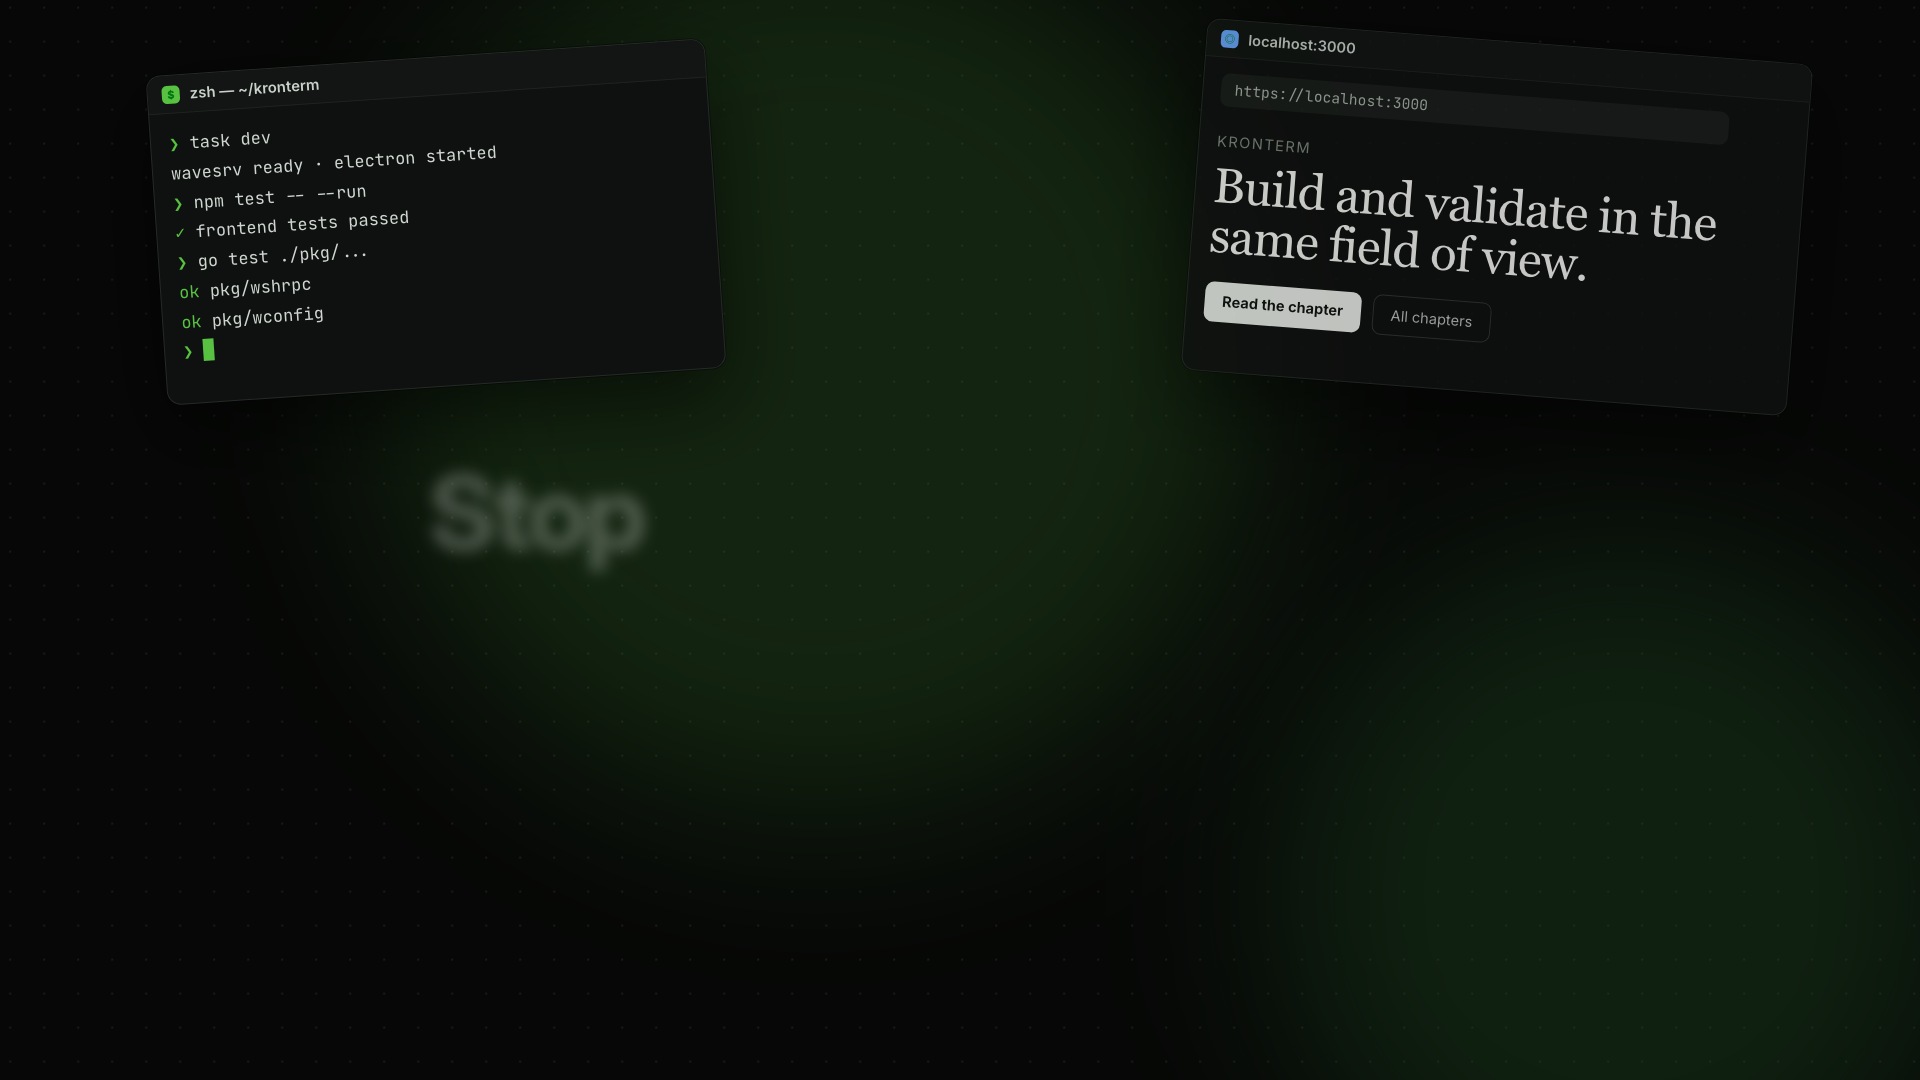 zsh — ~/kronterm
❯ task dev
wavesrv ready · electron started
❯ npm test -- --run
✓ frontend tests passed
❯ go test ./pkg/...
ok pkg/wshrpc
ok pkg/wconfig
❯
localhost:3000
https://localhost:3000
KRONTERM
Build and validate in the
same field of view.
Read the chapter
All chapters
Stop